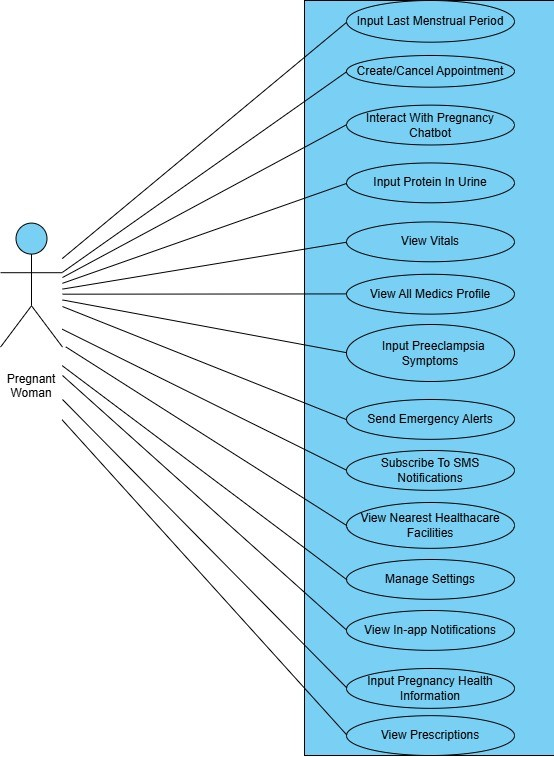 Input Last Menstrual Period
Create/Cancel Appointment
Interact With Pregnancy
Chatbot
Input Protein In Urine
View Vitals
View All Medics Profile
Input Preeclampsia
Symptoms
Send Emergency Alerts
Subscribe To SMS
Notifications
View Nearest Healthacare
Facilities
Manage Settings
View In-app Notifications
Input Pregnancy Health
Information
View Prescriptions
Pregnant
Woman